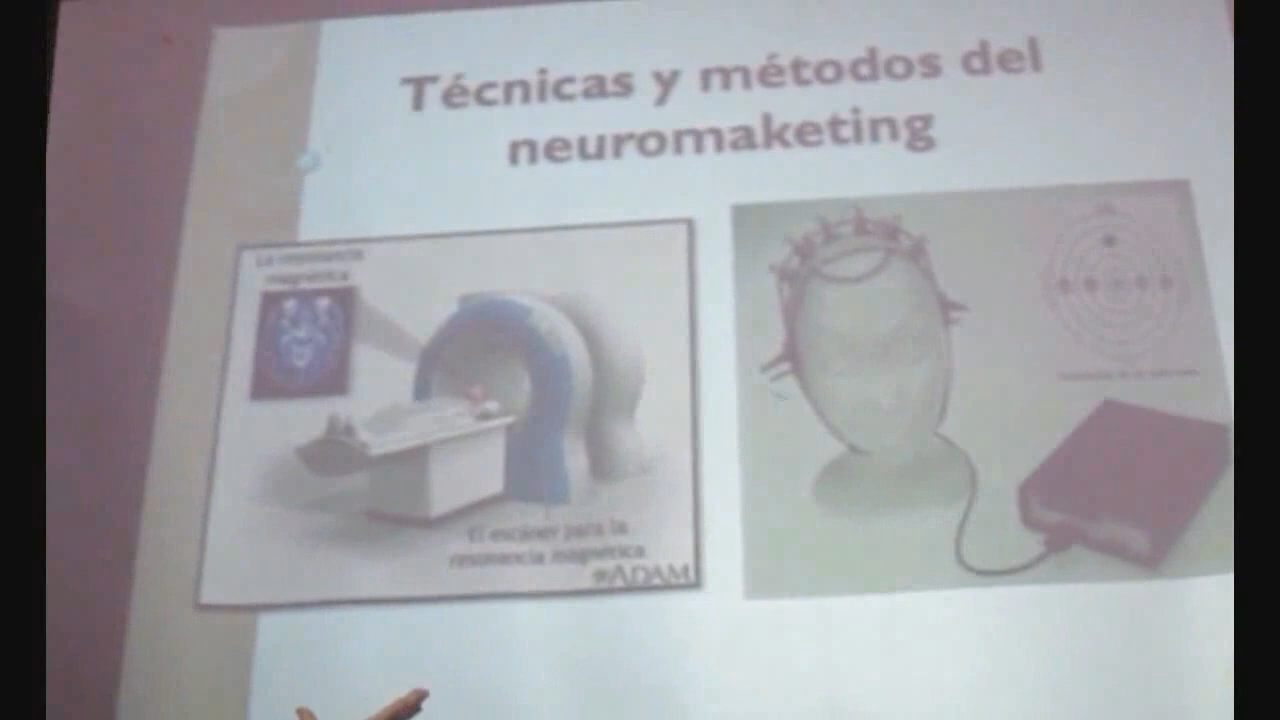 Técnicas y métodos del
neuromaketing
La resonancia
magnética
El escáner para la
resonancia magnética
ADAM